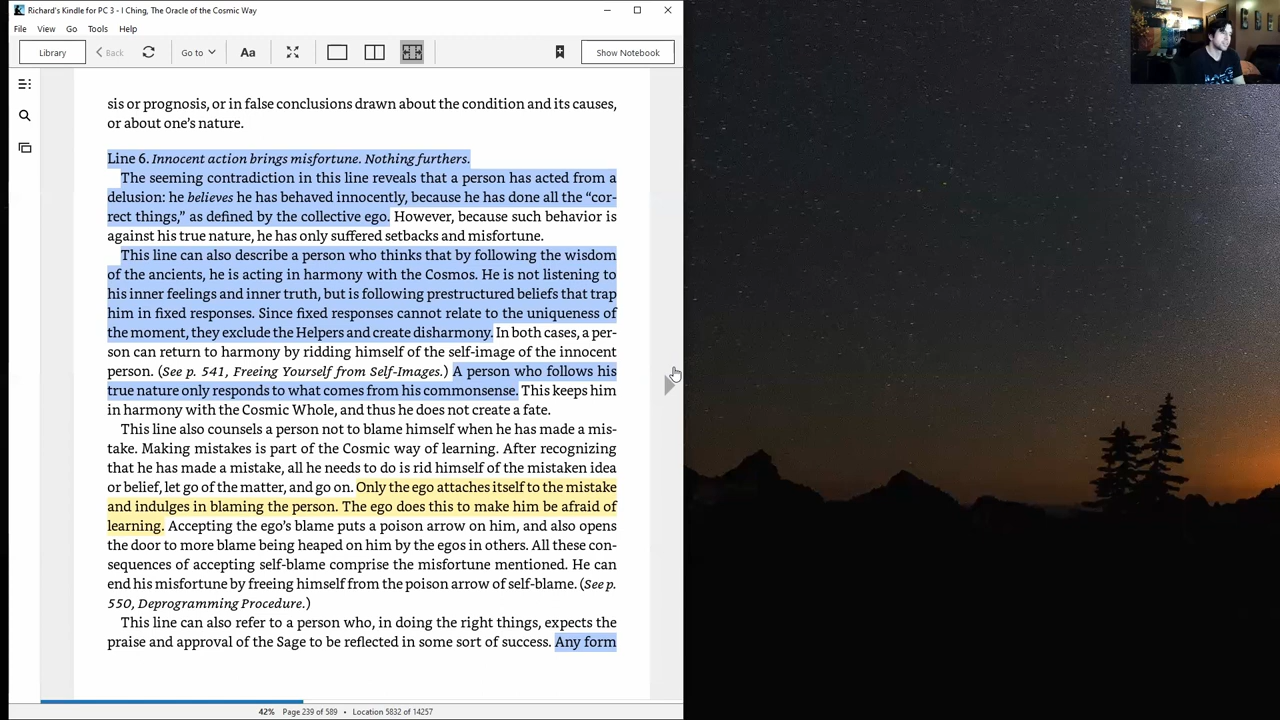 Richard's Kindle for PC 3 - I Ching, The Oracle of the Cosmic Way
File View Go Tools Help
Library Back Go to Aa Show Notebook
sis or prognosis, or in false conclusions drawn about the condition and its causes,
or about one's nature.
Line 6. Innocent action brings misfortune. Nothing furthers.
The seeming contradiction in this line reveals that a person has acted from a
delusion: he believes he has behaved innocently, because he has done all the “cor-
rect things,” as defined by the collective ego. However, because such behavior is
against his true nature, he has only suffered setbacks and misfortune.
This line can also describe a person who thinks that by following the wisdom
of the ancients, he is acting in harmony with the Cosmos. He is not listening to
his inner feelings and inner truth, but is following prestructured beliefs that trap
him in fixed responses. Since fixed responses cannot relate to the uniqueness of
the moment, they exclude the Helpers and create disharmony. In both cases, a per-
son can return to harmony by ridding himself of the self-image of the innocent
person. (See p. 541, Freeing Yourself from Self-Images.) A person who follows his
true nature only responds to what comes from his commonsense. This keeps him
in harmony with the Cosmic Whole, and thus he does not create a fate.
This line also counsels a person not to blame himself when he has made a mis-
take. Making mistakes is part of the Cosmic way of learning. After recognizing
that he has made a mistake, all he needs to do is rid himself of the mistaken idea
or belief, let go of the matter, and go on. Only the ego attaches itself to the mistake
and indulges in blaming the person. The ego does this to make him be afraid of
learning. Accepting the ego's blame puts a poison arrow on him, and also opens
the door to more blame being heaped on him by the egos in others. All these con-
sequences of accepting self-blame comprise the misfortune mentioned. He can
end his misfortune by freeing himself from the poison arrow of self-blame. (See p.
550, Deprogramming Procedure.)
This line can also refer to a person who, in doing the right things, expects the
praise and approval of the Sage to be reflected in some sort of success. Any form
42% Page 239 of 589 • Location 5832 of 14257